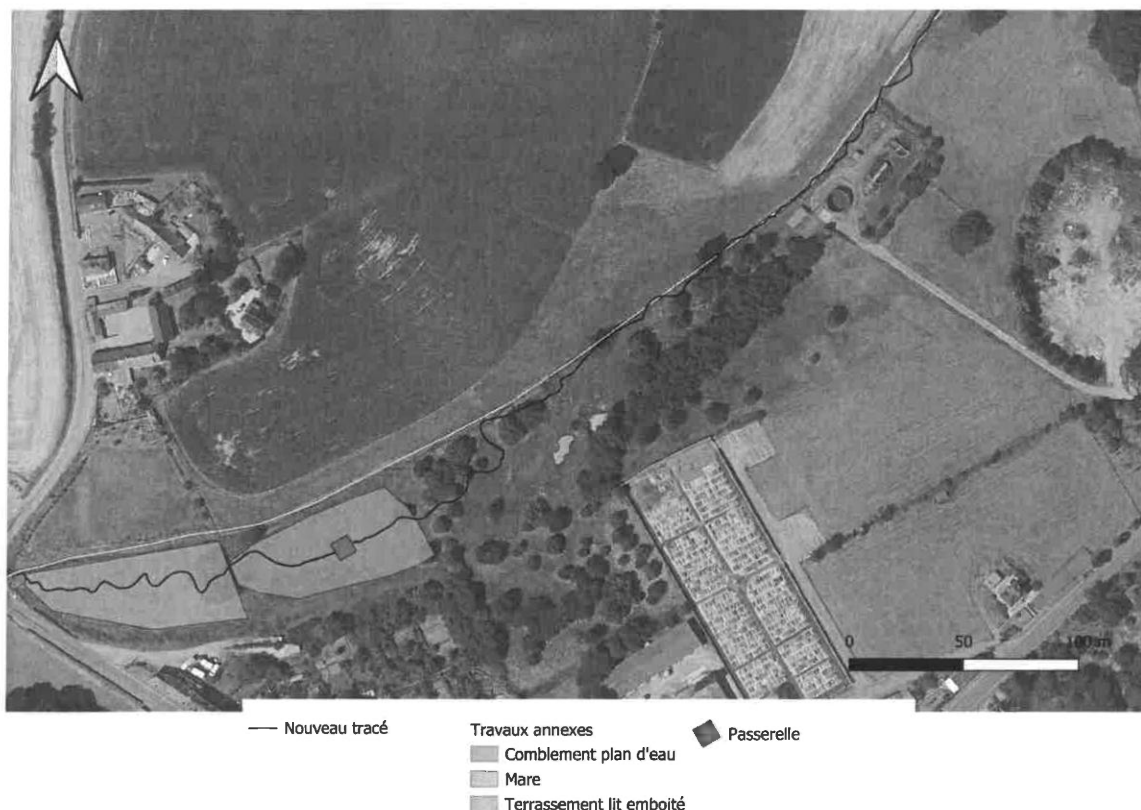 0 50 100 m
Nouveau tracé
Travaux annexes
Passerelle
Comblement plan d'eau
Mare
Terrassement lit emboité